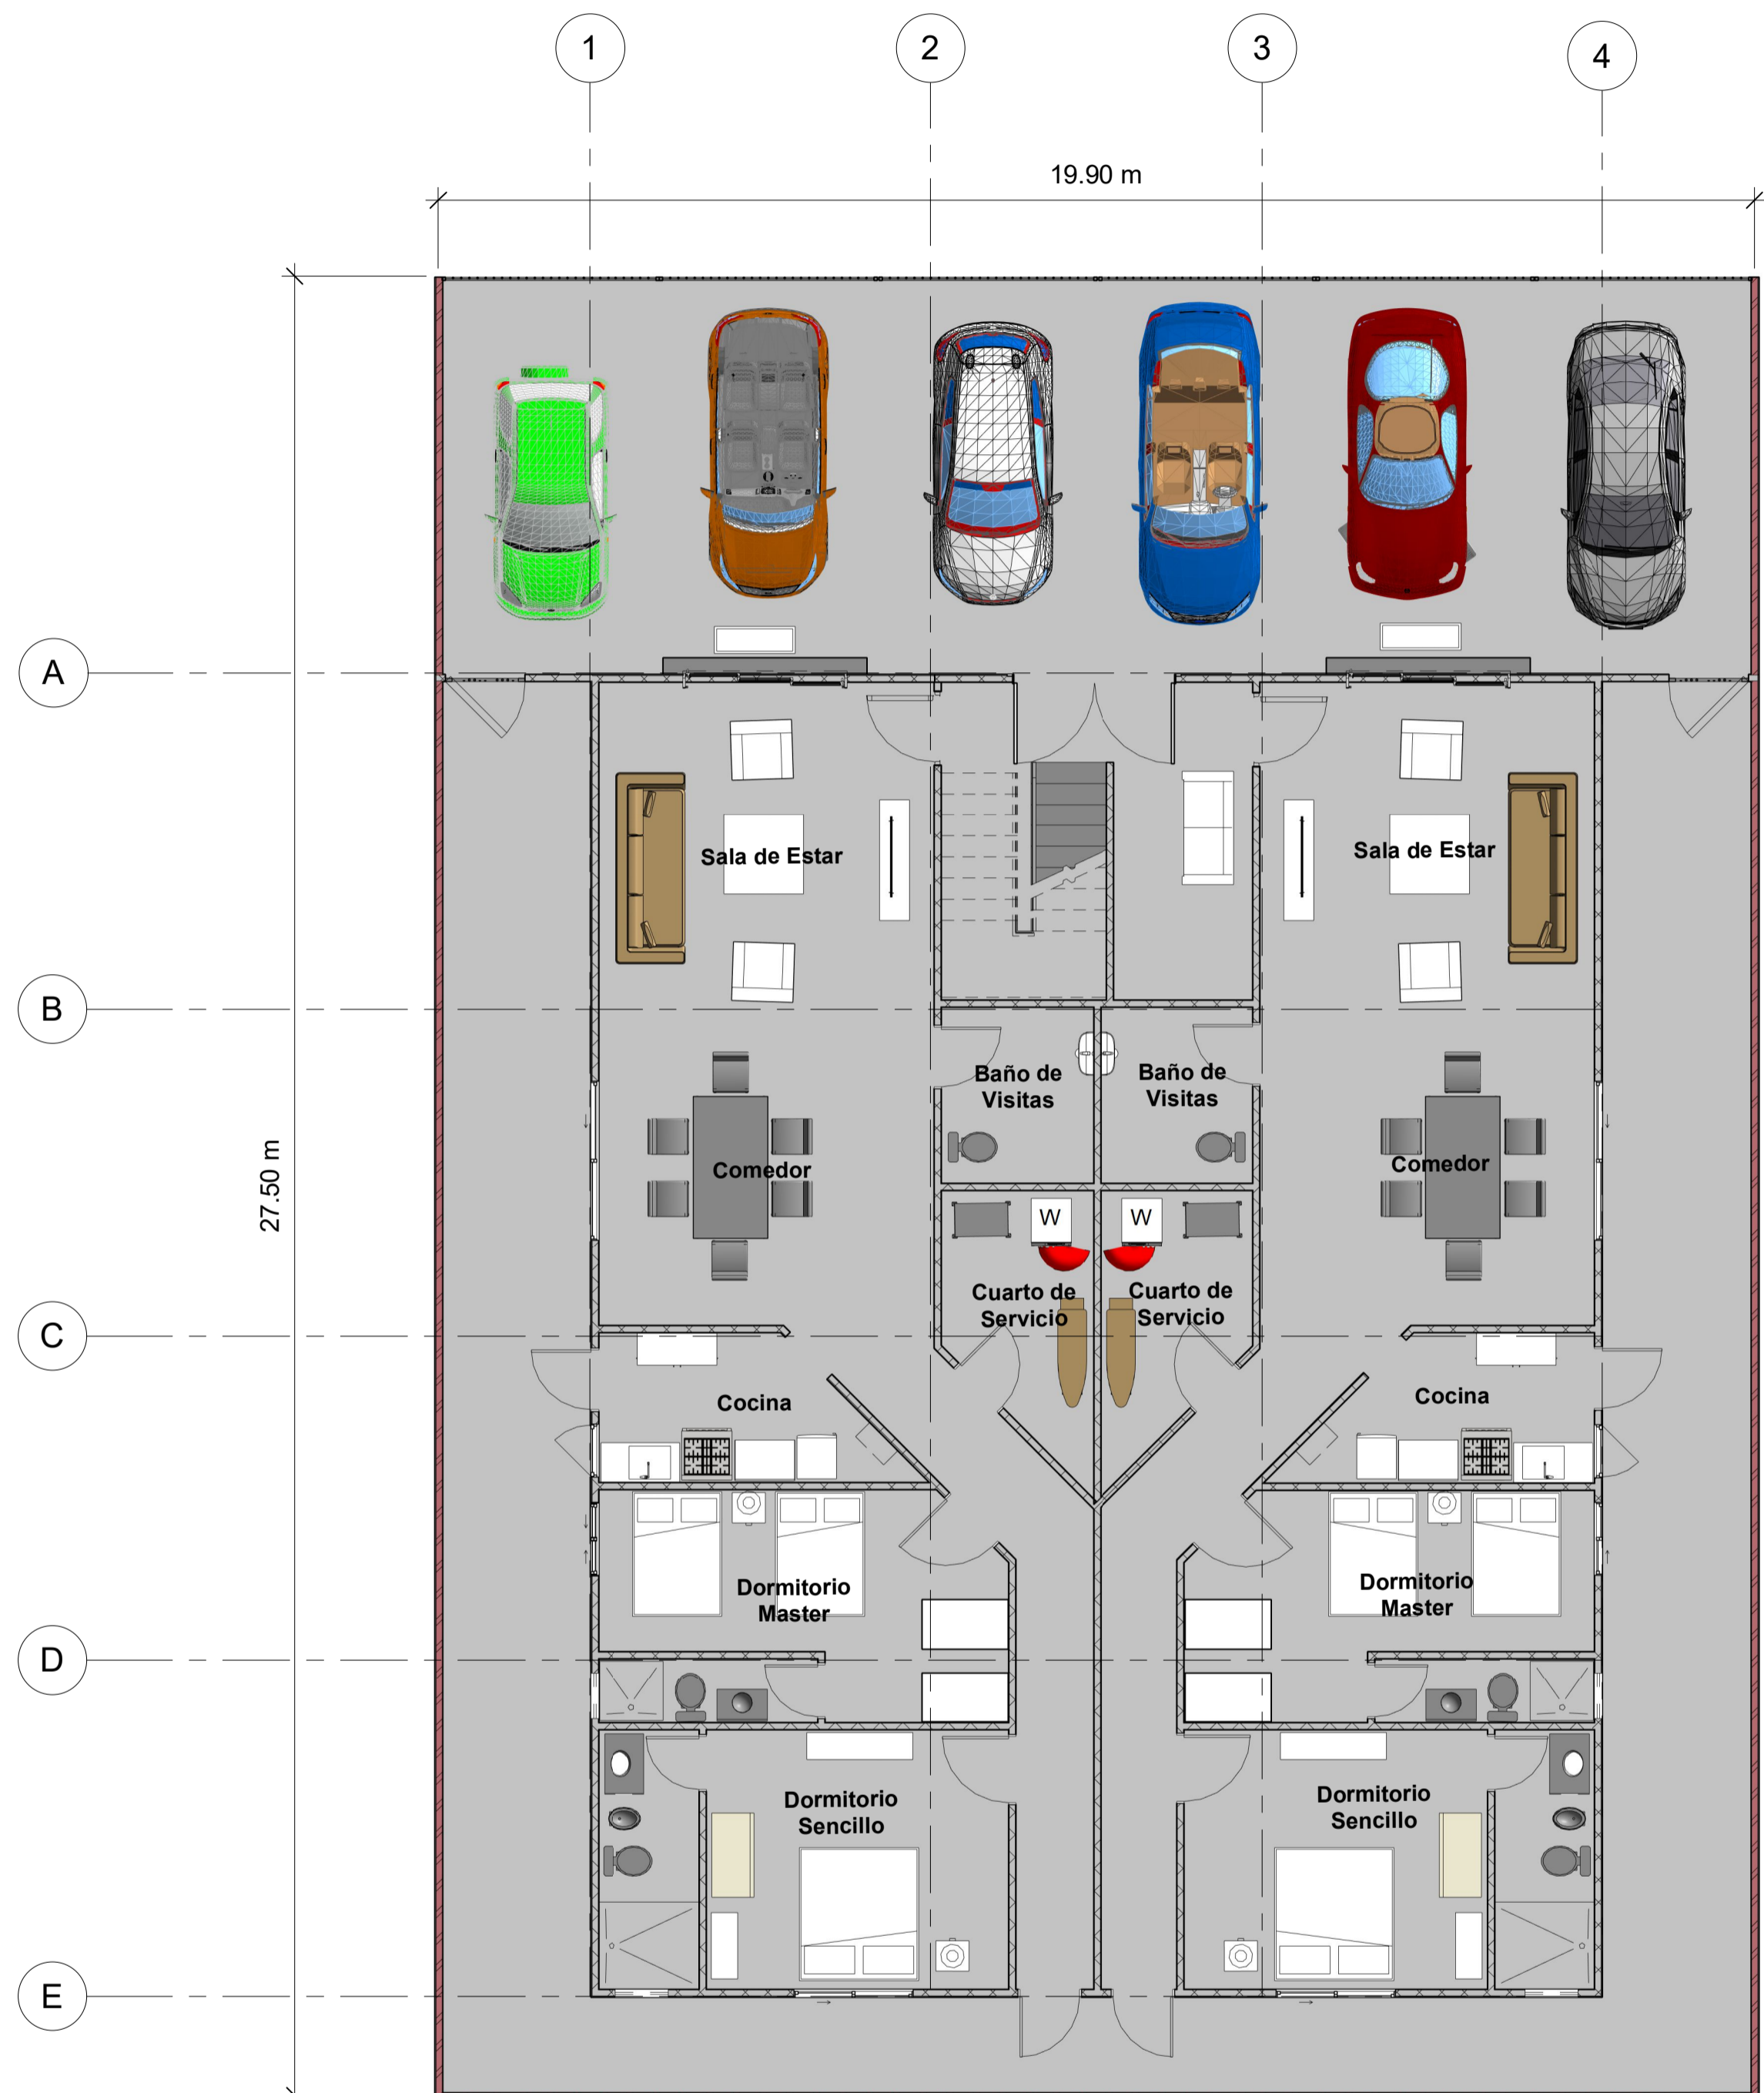 1
2
3
4
19.90 m
27.50 m
A
B
C
D
E
Sala de Estar
Sala de Estar
Baño de
Visitas
Baño de
Visitas
Comedor
Comedor
W
W
Cuarto de
Servicio
Cuarto de
Servicio
Cocina
Cocina
Dormitorio
Master
Dormitorio
Master
Dormitorio
Sencillo
Dormitorio
Sencillo